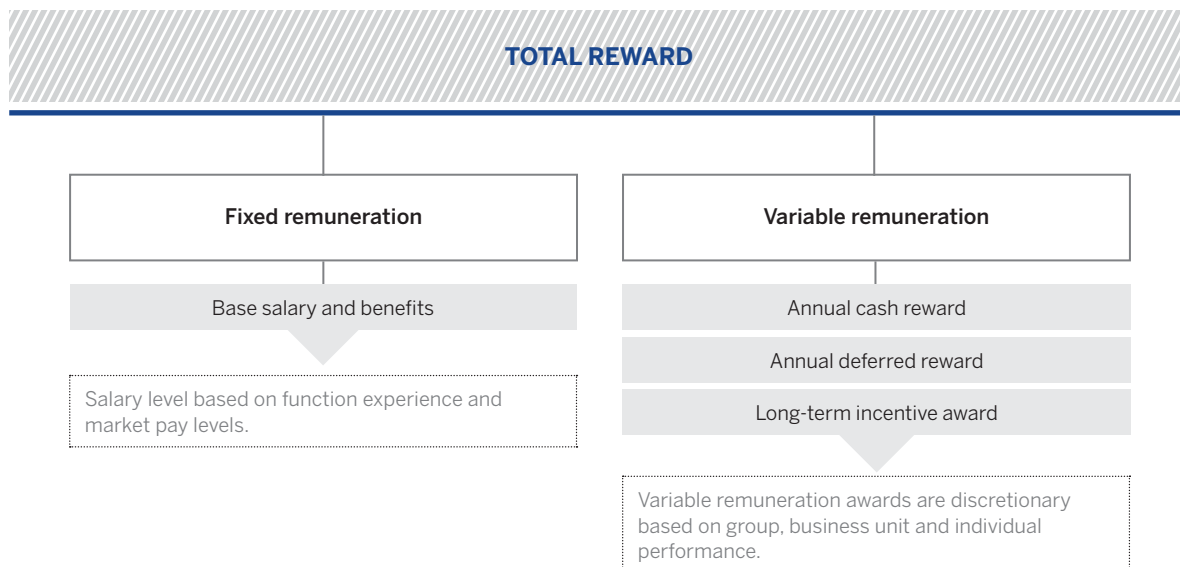 TOTAL REWARD
Fixed remuneration
Base salary and benefits
Salary level based on function experience and
market pay levels.
Variable remuneration
Annual cash reward
Annual deferred reward
Long-term incentive award
Variable remuneration awards are discretionary
based on group, business unit and individual
performance.